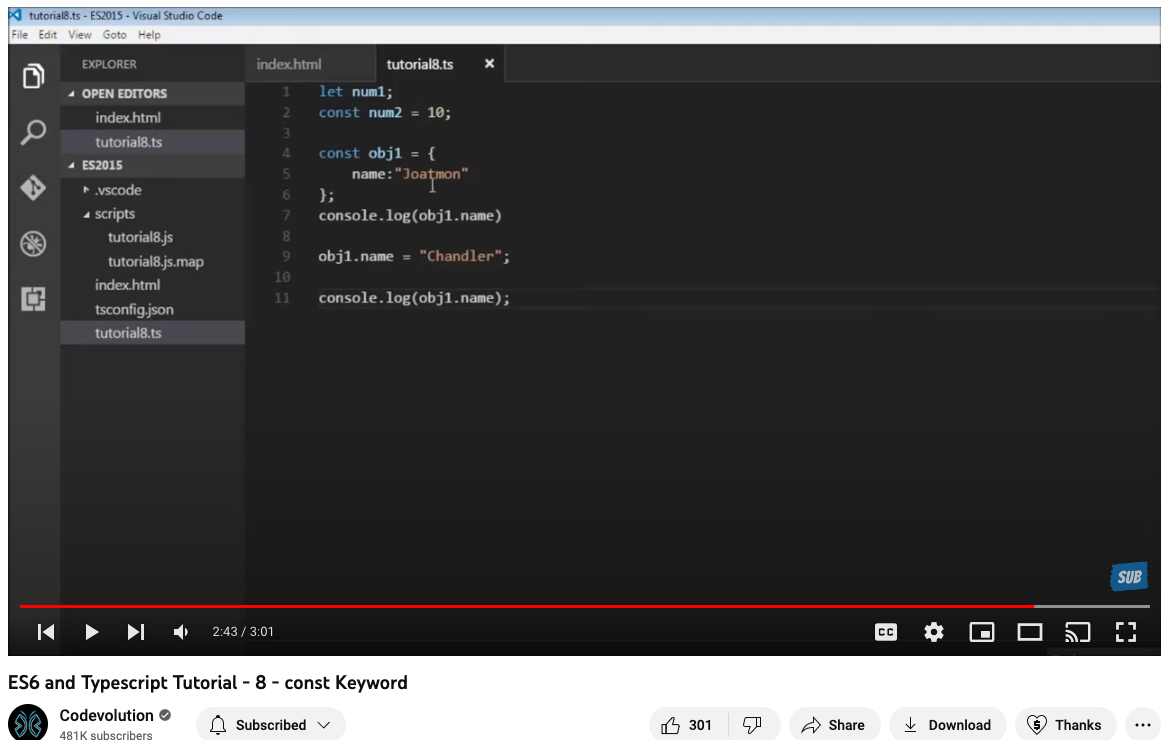 tutorial8.ts - ES2015 - Visual Studio Code
File Edit View Goto Help
EXPLORER
OPEN EDITORS
index.html
tutorial8.ts
ES2015
.vscode
scripts
tutorial8.js
tutorial8.js.map
index.html
tsconfig.json
tutorial8.ts
index.html tutorial8.ts
1 let num1;
2 const num2 = 10;
3
4 const obj1 = {
5 name:"Joatmon"
6 };
7 console.log(obj1.name)
8
9 obj1.name = "Chandler";
10
11 console.log(obj1.name);
SUB
2:43 / 3:01
CC
ES6 and Typescript Tutorial - 8 - const Keyword
Codevolution
481K subscribers
Subscribed
301
Share
Download
Thanks